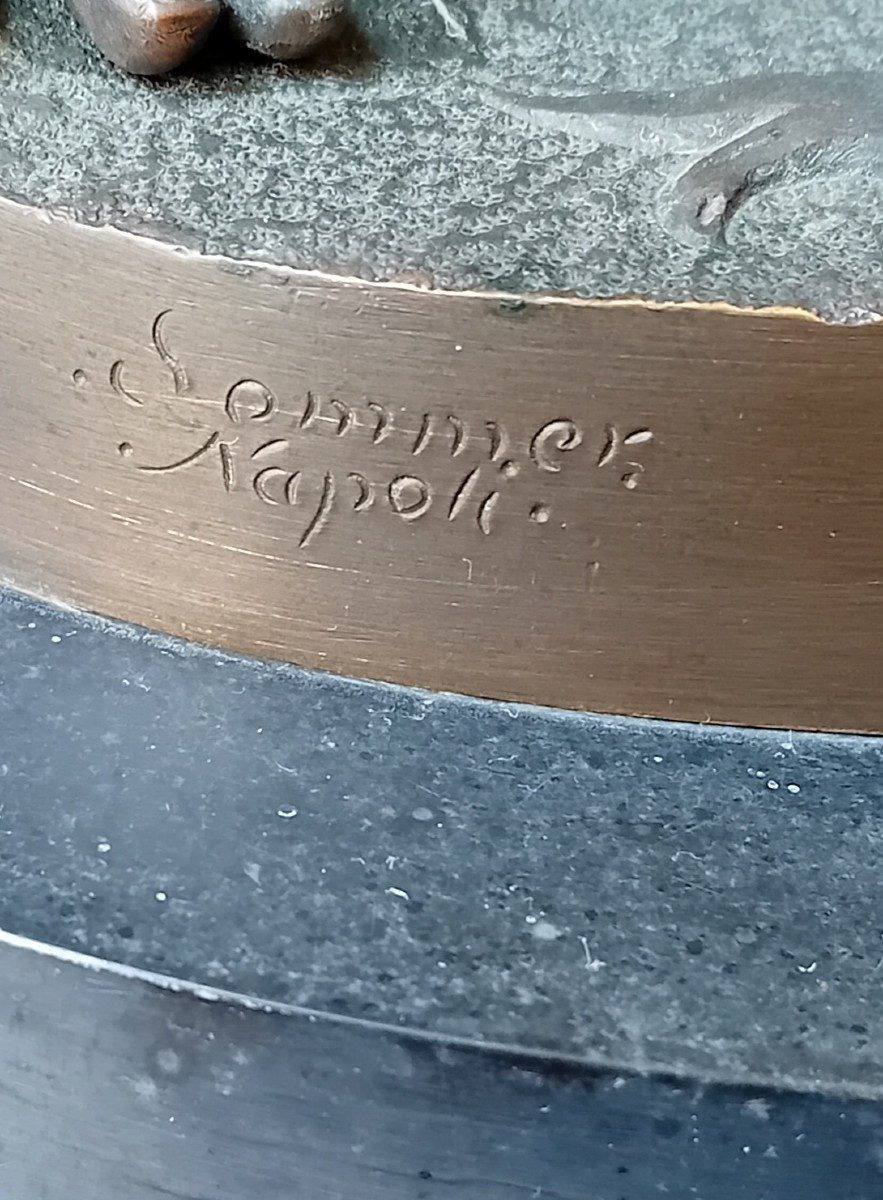 . Sommer.
. Napoli .